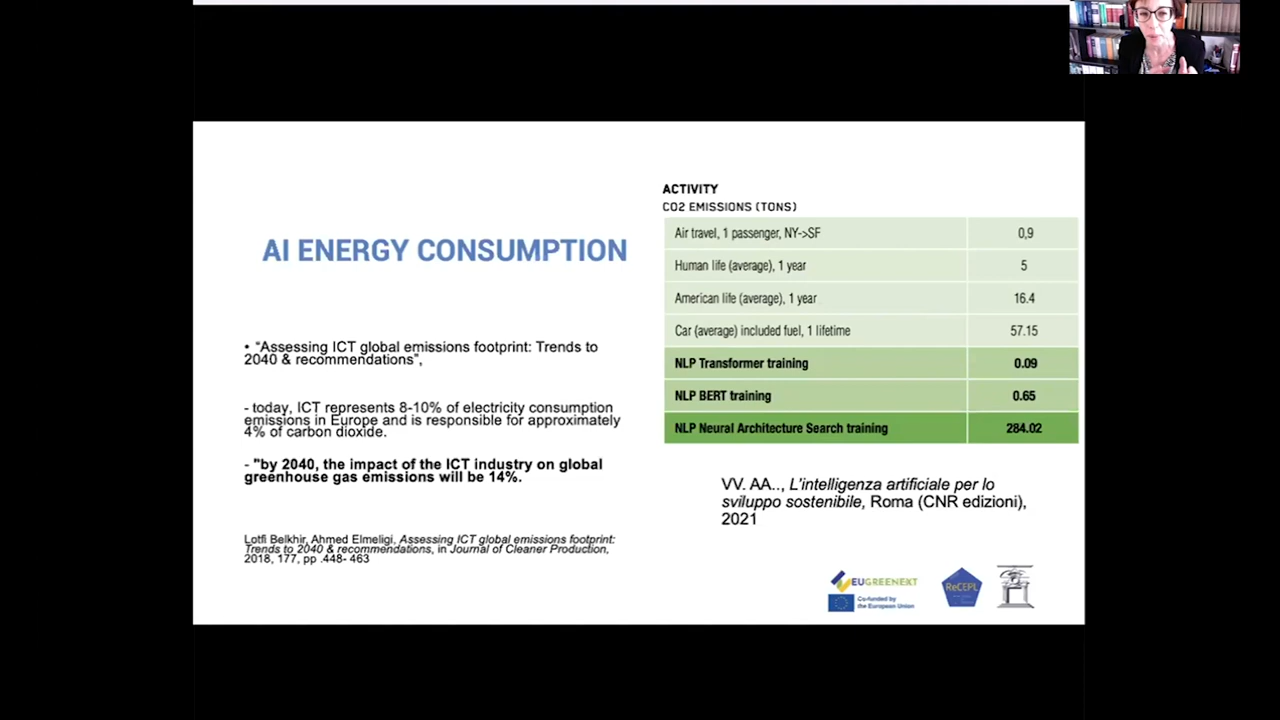 AI ENERGY CONSUMPTION
• "Assessing ICT global emissions footprint: Trends to
2040 & recommendations",
- today, ICT represents 8-10% of electricity consumption
emissions in Europe and is responsible for approximately
4% of carbon dioxide.
- "by 2040, the impact of the ICT industry on global
greenhouse gas emissions will be 14%.
Lotfi Belkhir, Ahmed Elmeligi, Assessing ICT global emissions footprint:
Trends to 2040 & recommendations, in Journal of Cleaner Production,
2018, 177, pp .448- 463
ACTIVITY
CO2 EMISSIONS (TONS)
Air travel, 1 passenger, NY->SF 0,9
Human life (average), 1 year 5
American life (average), 1 year 16.4
Car (average) included fuel, 1 lifetime 57.15
NLP Transformer training 0.09
NLP BERT training 0.65
NLP Neural Architecture Search training 284.02
VV. AA.., L'intelligenza artificiale per lo
sviluppo sostenibile, Roma (CNR edizioni),
2021
EUGREENEXT
Co-funded by
the European Union
ReCEPL